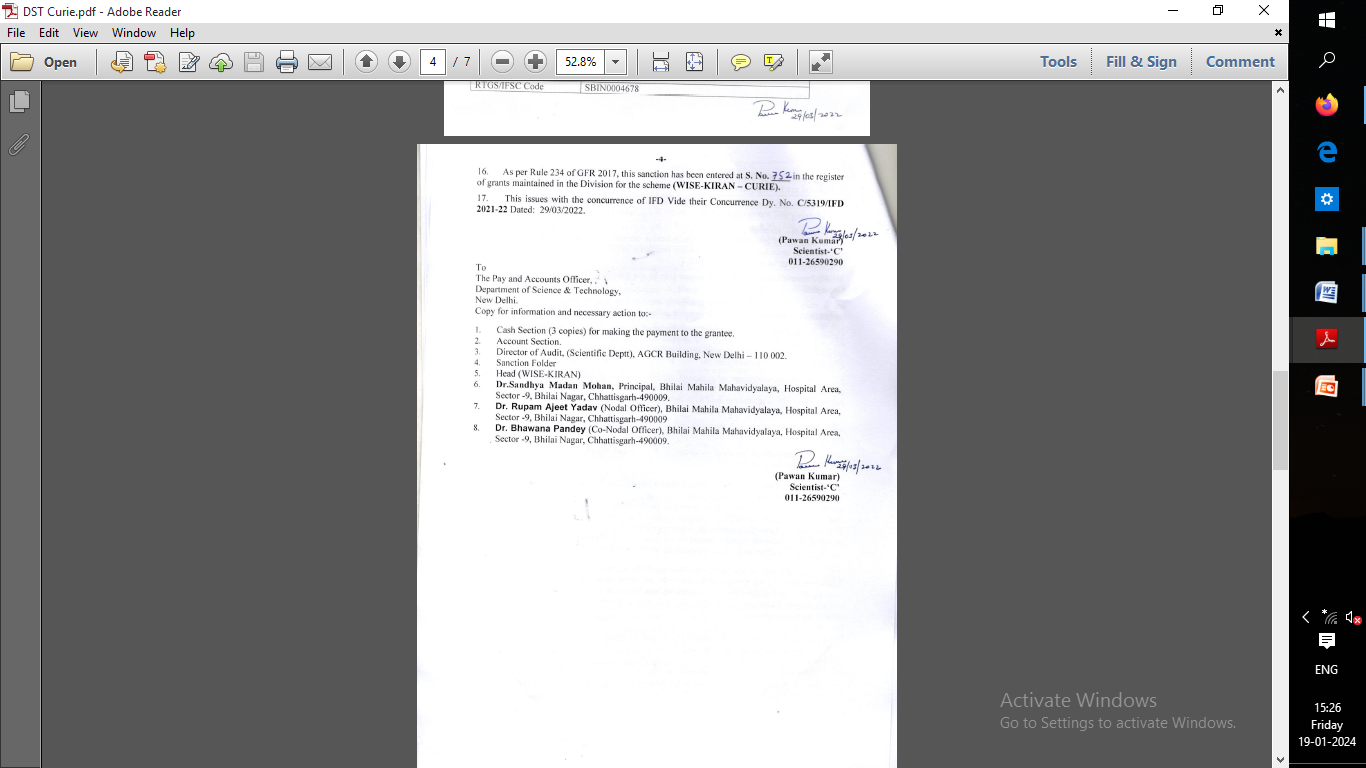 DST Curie.pdf - Adobe Reader
File Edit View Window Help
Open 4 / 7 52.8% Tools Fill & Sign Comment
RTGS/IFSC Code SBIN0004678
29/03/2022
-4-
16. As per Rule 234 of GFR 2017, this sanction has been entered at S. No. 752 in the register
of grants maintained in the Division for the scheme (WISE-KIRAN – CURIE).
17. This issues with the concurrence of IFD Vide their Concurrence Dy. No. C/5319/IFD
2021-22 Dated: 29/03/2022.
29/03/2022
(Pawan Kumar)
Scientist-‘C’
011-26590290
To
The Pay and Accounts Officer,
Department of Science & Technology,
New Delhi.
Copy for information and necessary action to:-
1. Cash Section (3 copies) for making the payment to the grantee.
2. Account Section.
3. Director of Audit, (Scientific Deptt), AGCR Building, New Delhi – 110 002.
4. Sanction Folder
5. Head (WISE-KIRAN)
6. Dr.Sandhya Madan Mohan, Principal, Bhilai Mahila Mahavidyalaya, Hospital Area,
Sector -9, Bhilai Nagar, Chhattisgarh-490009.
7. Dr. Rupam Ajeet Yadav (Nodal Officer), Bhilai Mahila Mahavidyalaya, Hospital Area,
Sector -9, Bhilai Nagar, Chhattisgarh-490009
8. Dr. Bhawana Pandey (Co-Nodal Officer), Bhilai Mahila Mahavidyalaya, Hospital Area,
Sector -9, Bhilai Nagar, Chhattisgarh-490009.
29/03/2022
(Pawan Kumar)
Scientist-‘C’
011-26590290
Activate Windows
Go to Settings to activate Windows.
ENG
15:26
Friday
19-01-2024